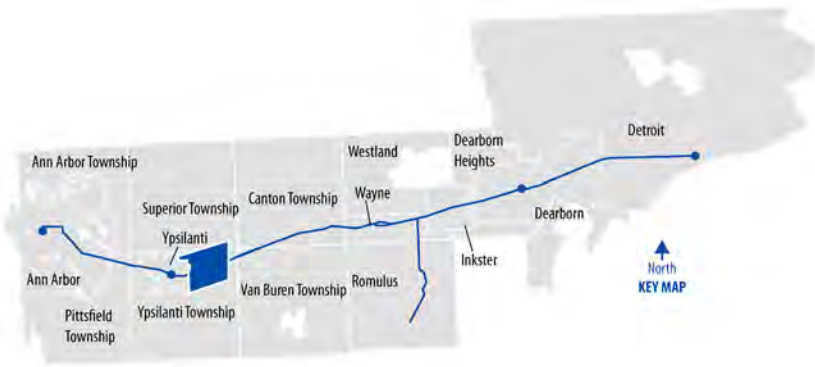 Detroit
Dearborn
Heights
Westland
Ann Arbor Township
Wayne
Canton Township
Superior Township
Dearborn
Ypsilanti
Inkster
North
KEY MAP
Ann Arbor
Romulus
Van Buren Township
Ypsilanti Township
Pittsfield
Township